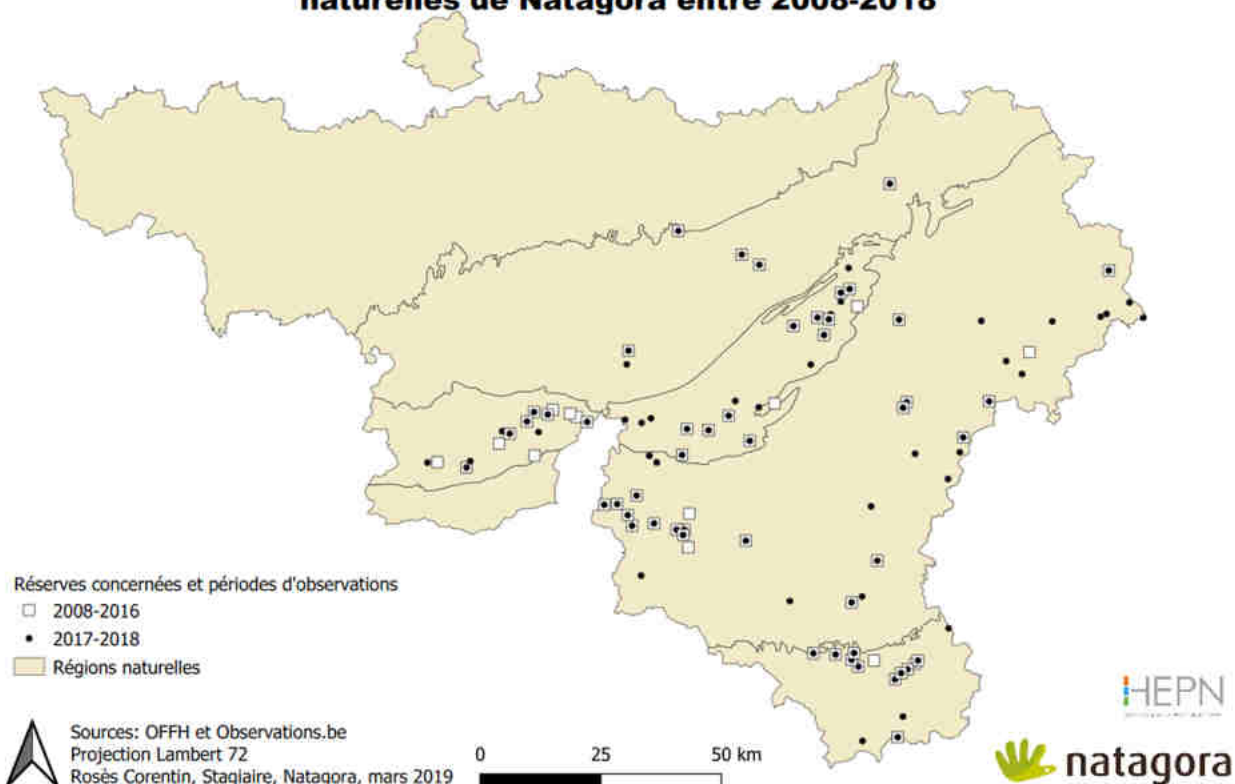 naturelles de Natagora entre 2008-2018
Réserves concernées et périodes d'observations
2008-2016
2017-2018
Régions naturelles
Sources: OFFH et Observations.be
Projection Lambert 72
Rosès Corentin, Stagiaire, Natagora, mars 2019
0 25 50 km
HEPN
natagora